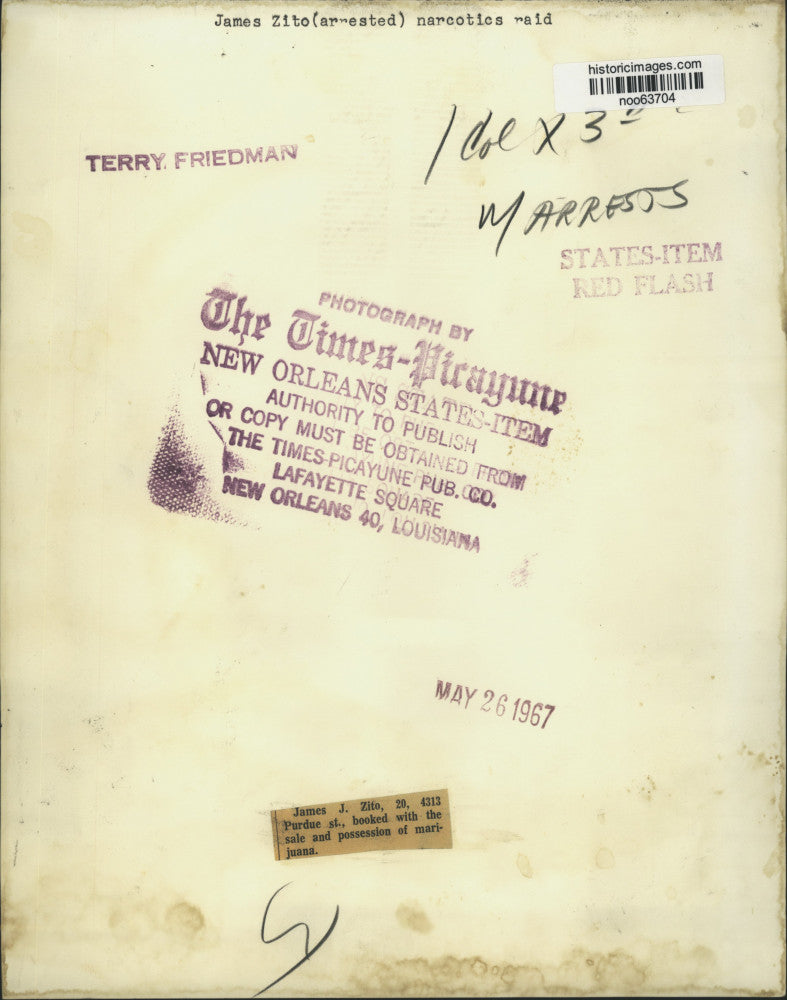 James Zito(arrested) narcotics raid
historicimages.com
noo63704
1 Col X 3
TERRY FRIEDMAN
W/ ARRESTS
STATES-ITEM
RED FLASH
PHOTOGRAPH BY
The Times-Picayune
NEW ORLEANS STATES-ITEM
AUTHORITY TO PUBLISH
OR COPY MUST BE OBTAINED FROM
THE TIMES-PICAYUNE PUB. CO.
LAFAYETTE SQUARE
NEW ORLEANS 40, LOUISIANA
MAY 26 1967
James J. Zito, 20, 4313
Purdue st., booked with the
sale and possession of mari-
juana.